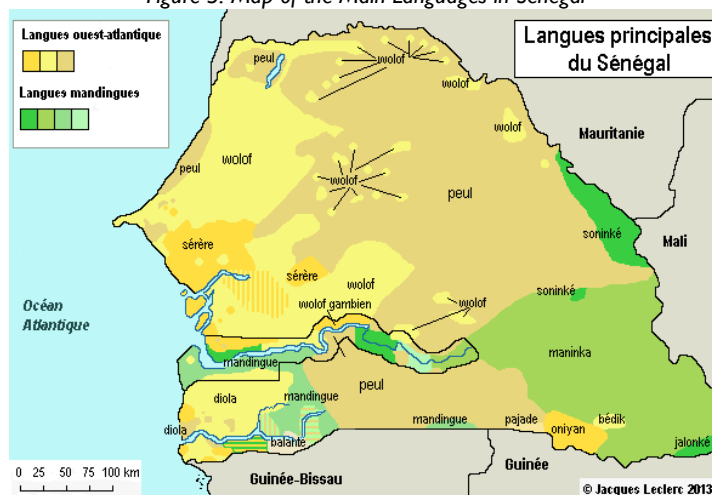 Figure 3: Map of the Main Languages in Senegal
Langues ouest-atlantique
Langues mandingues
Langues principales
du Sénégal
peul
wolof
wolof
Mauritanie
wolof
wolof
peul
wolof
peul
sérère
soninké
Mali
sérère
wolof
soninké
wolof gambien
wolof
Océan
Atlantique
mandingue
maninka
peul
diola
mandingue
diola
balante
mandingue
pajade
oniyan
bédik
jalonké
0 25 50 75 100 km
Guinée-Bissau
Guinée
© Jacques Leclerc 2013